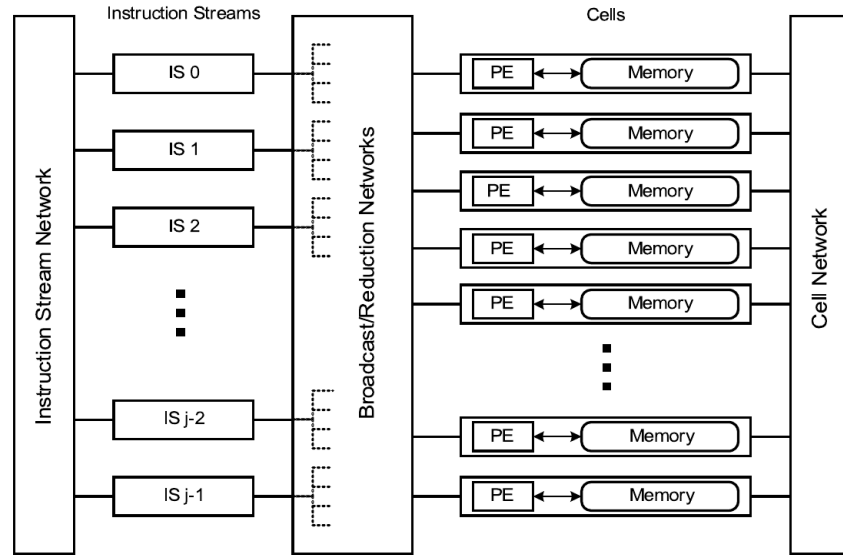 Instruction Streams
Cells
Instruction Stream Network
IS 0
IS 1
IS 2
IS j-2
IS j-1
Broadcast/Reduction Networks
PE
Memory
PE
Memory
PE
Memory
PE
Memory
PE
Memory
PE
Memory
PE
Memory
Cell Network